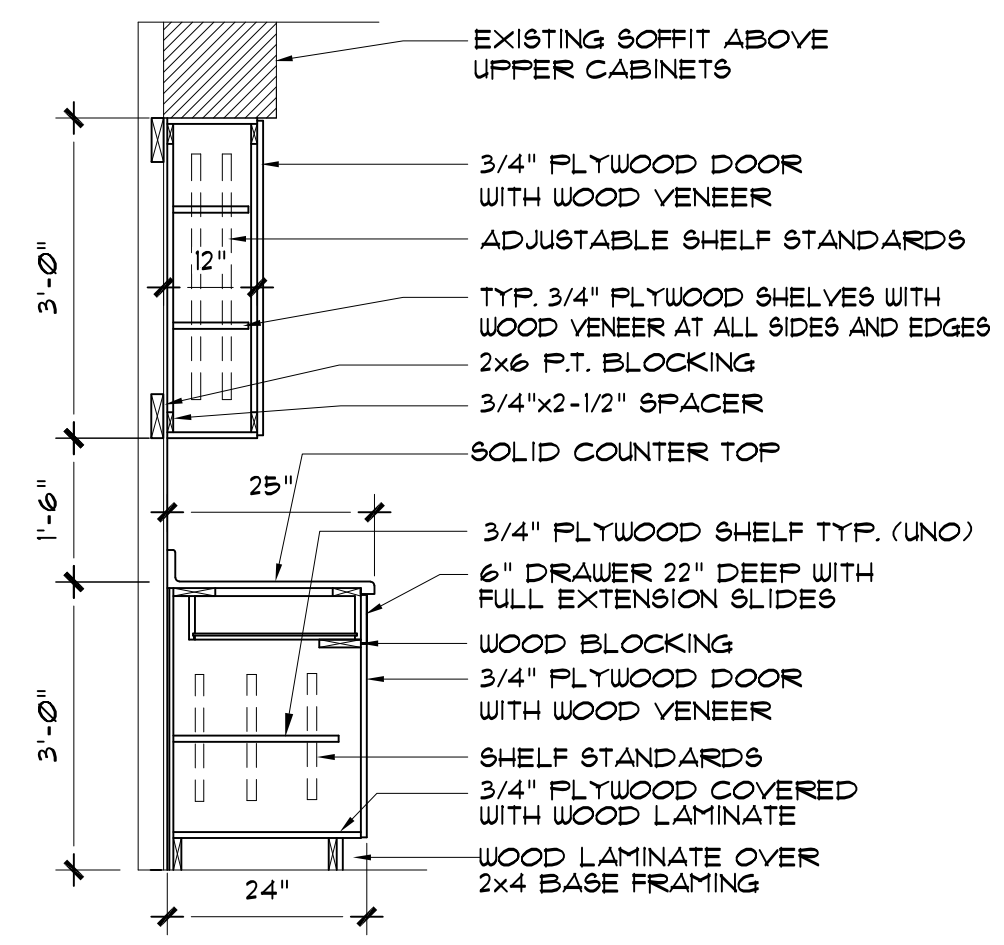 EXISTING SOFFIT ABOVE
UPPER CABINETS
3/4" PLYWOOD DOOR
WITH WOOD VENEER
ADJUSTABLE SHELF STANDARDS
3'-0"
12"
TYP. 3/4" PLYWOOD SHELVES WITH
WOOD VENEER AT ALL SIDES AND EDGES
2x6 P.T. BLOCKING
3/4"x2-1/2" SPACER
SOLID COUNTER TOP
25"
1'-6"
3/4" PLYWOOD SHELF TYP. (UNO)
6" DRAWER 22" DEEP WITH
FULL EXTENSION SLIDES
WOOD BLOCKING
3/4" PLYWOOD DOOR
WITH WOOD VENEER
3'-0"
SHELF STANDARDS
3/4" PLYWOOD COVERED
WITH WOOD LAMINATE
WOOD LAMINATE OVER
2x4 BASE FRAMING
24"